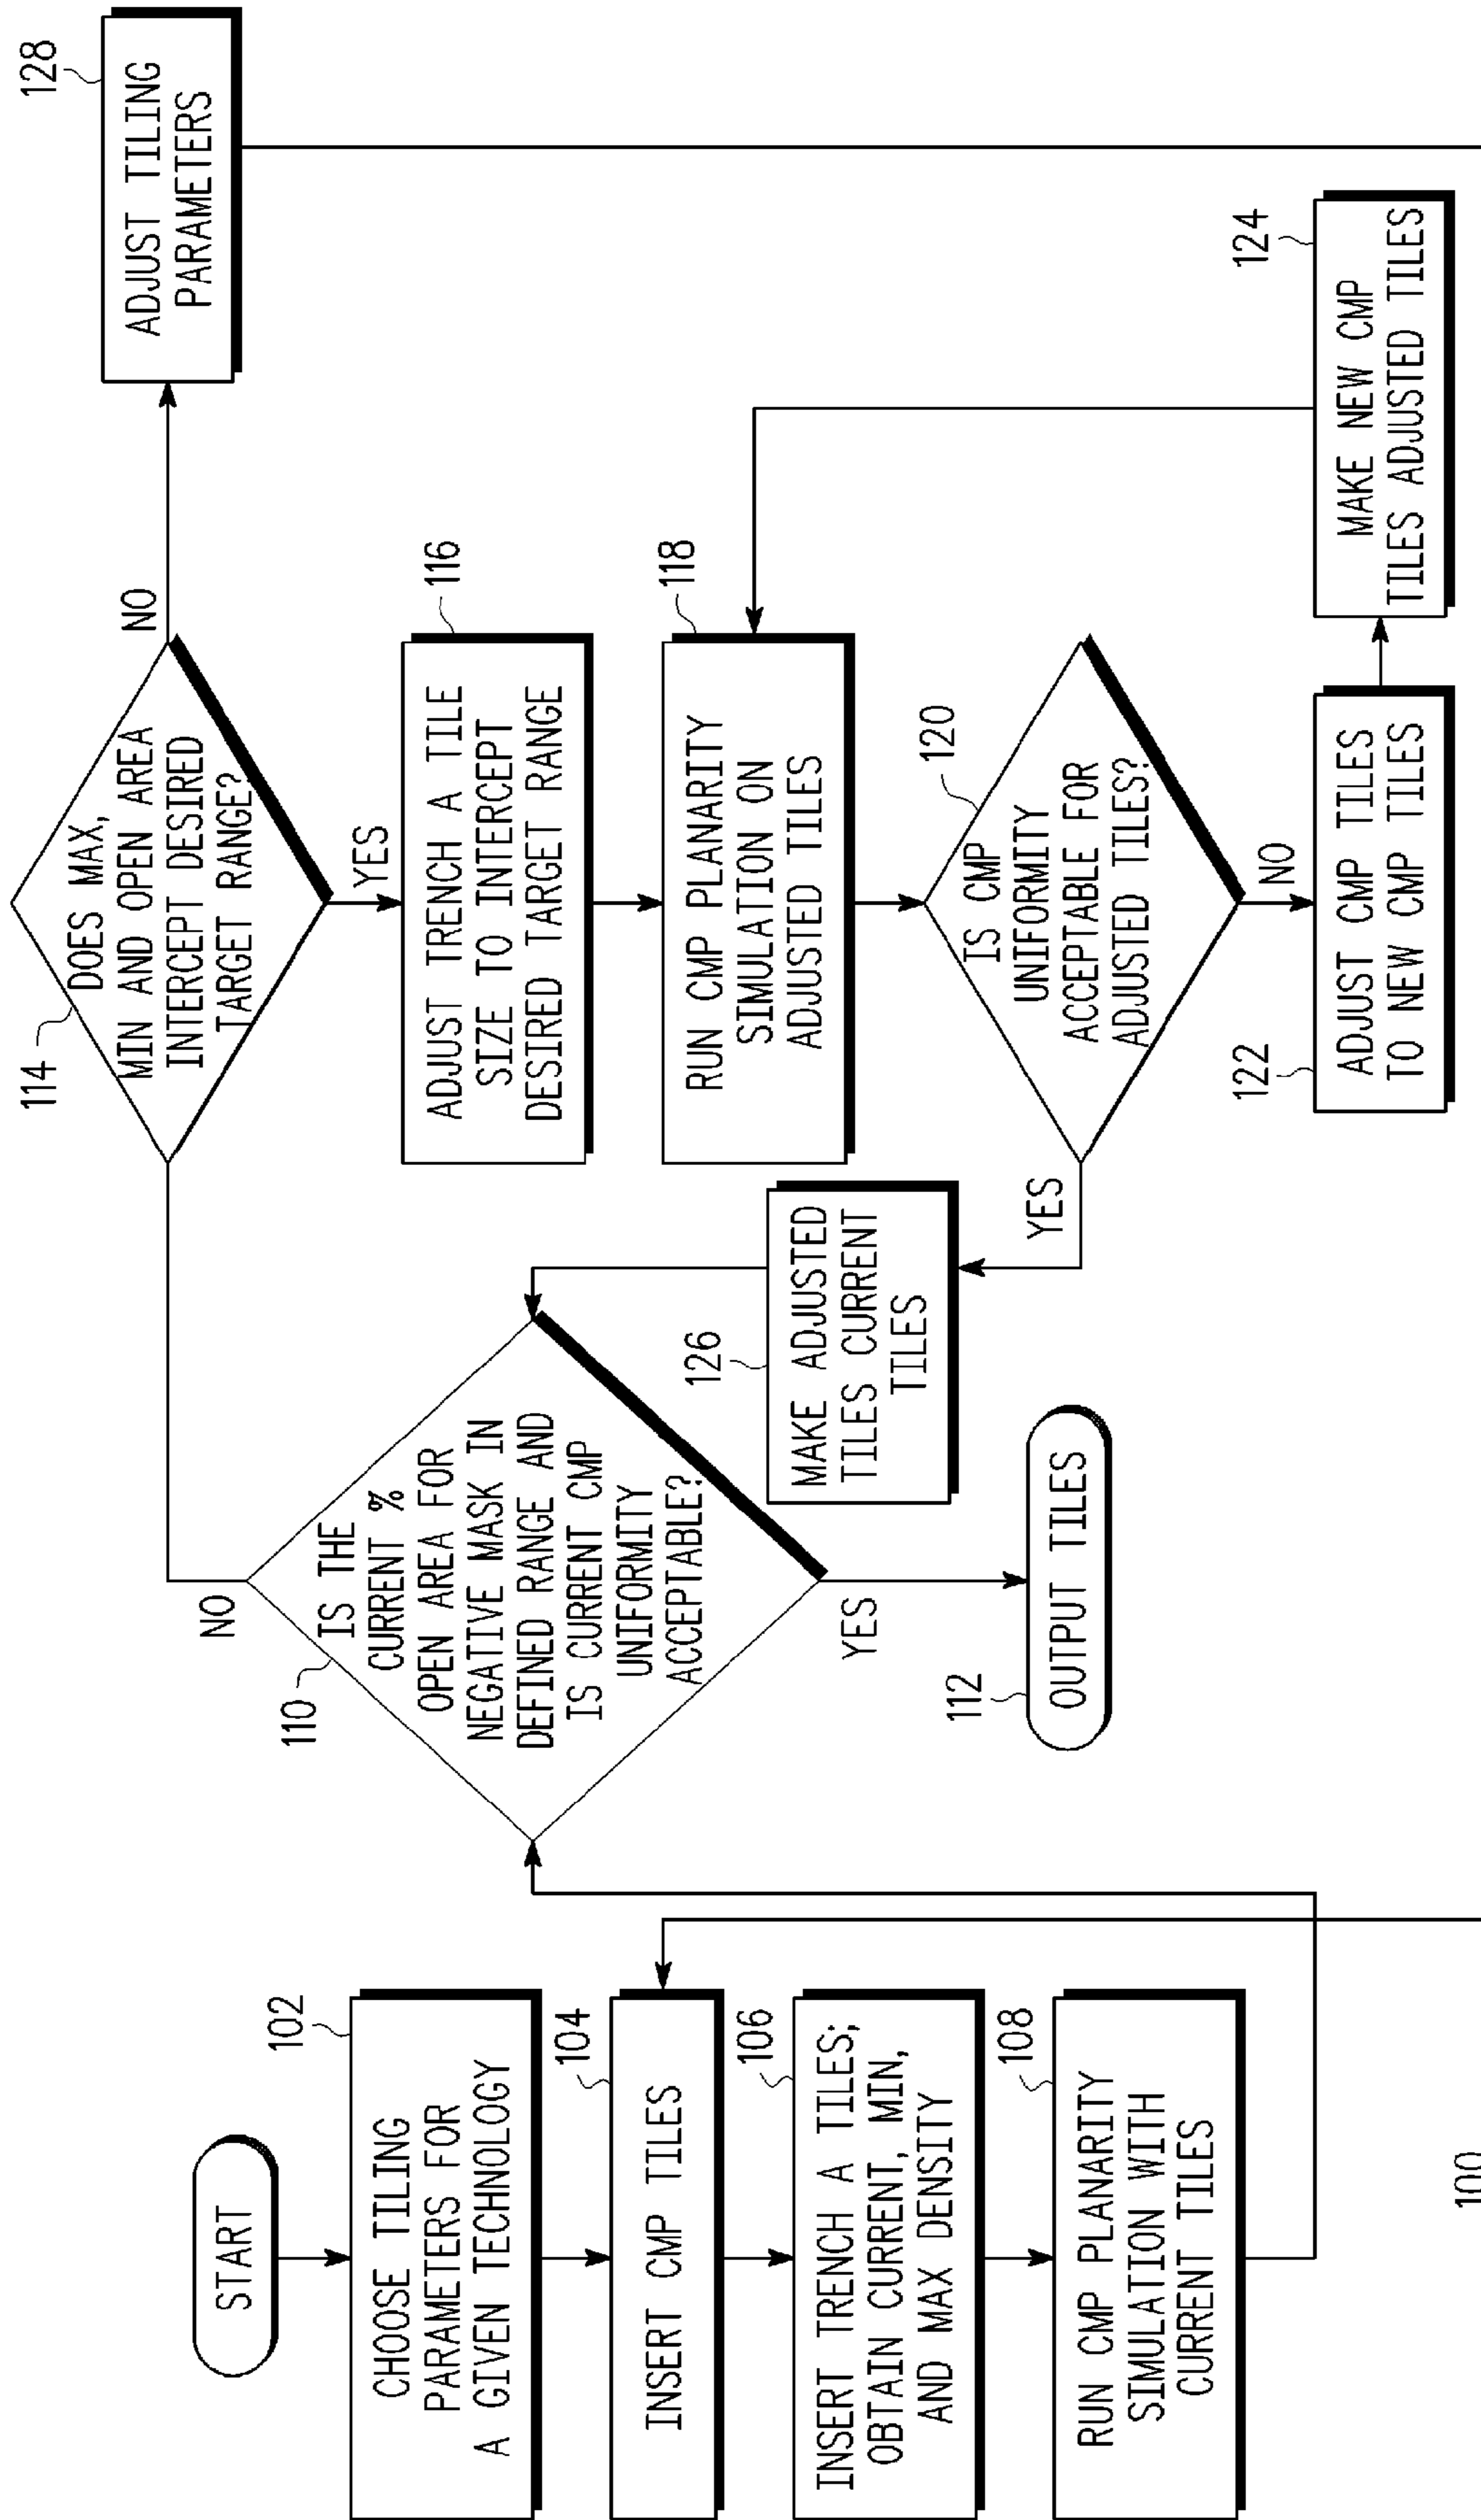 START
102
CHOOSE TILING
PARAMETERS FOR
A GIVEN TECHNOLOGY
104
INSERT CMP TILES
106
INSERT TRENCH A TILES;
OBTAIN CURRENT, MIN,
AND MAX DENSITY
108
RUN CMP PLANARITY
SIMULATION WITH
CURRENT TILES
100
110
IS THE
CURRENT %
OPEN AREA FOR
NEGATIVE MASK IN
DEFINED RANGE AND
IS CURRENT CMP
UNIFORMITY
ACCEPTABLE?
NO
YES
112
OUTPUT TILES
126
MAKE ADJUSTED
TILES CURRENT
TILES
114
DOES MAX,
MIN AND OPEN AREA
INTERCEPT DESIRED
TARGET RANGE?
NO
YES
116
ADJUST TRENCH A TILE
SIZE TO INTERCEPT
DESIRED TARGET RANGE
118
RUN CMP PLANARITY
SIMULATION ON
ADJUSTED TILES
120
IS CMP
UNIFORMITY
ACCEPTABLE FOR
ADJUSTED TILES?
YES
NO
122
ADJUST CMP TILES
TO NEW CMP TILES
124
MAKE NEW CMP
TILES ADJUSTED TILES
128
ADJUST TILING
PARAMETERS